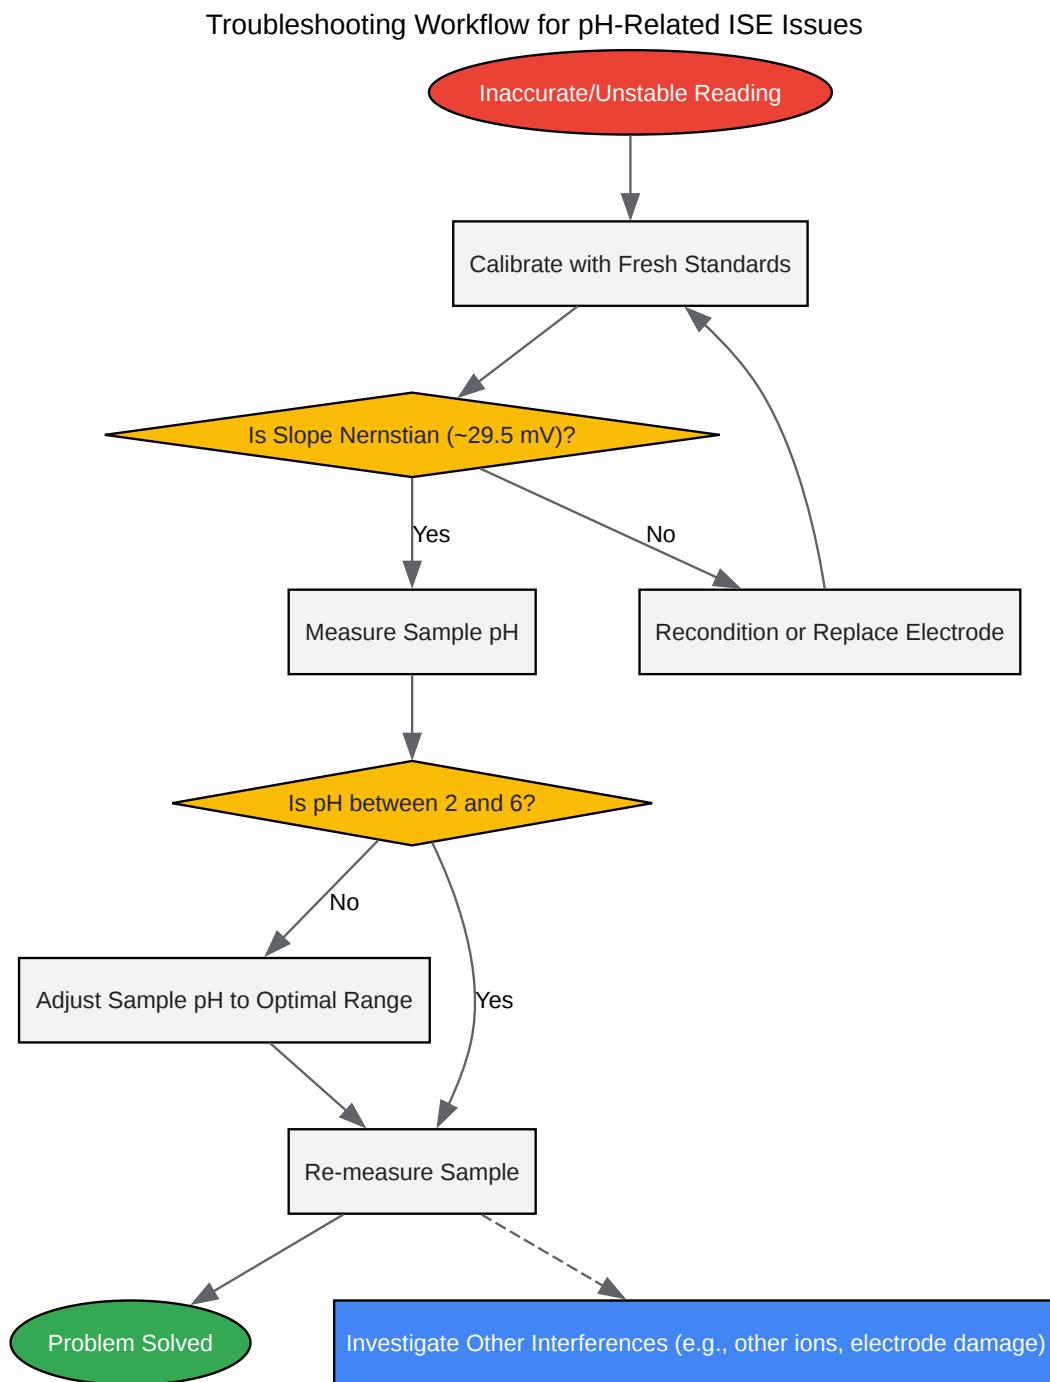 Troubleshooting Workflow for pH-Related ISE Issues
Inaccurate/Unstable Reading
Calibrate with Fresh Standards
Is Slope Nernstian (~29.5 mV)?
Yes
No
Measure Sample pH
Recondition or Replace Electrode
Is pH between 2 and 6?
No
Adjust Sample pH to Optimal Range
Yes
Re-measure Sample
Problem Solved
Investigate Other Interferences (e.g., other ions, electrode damage)